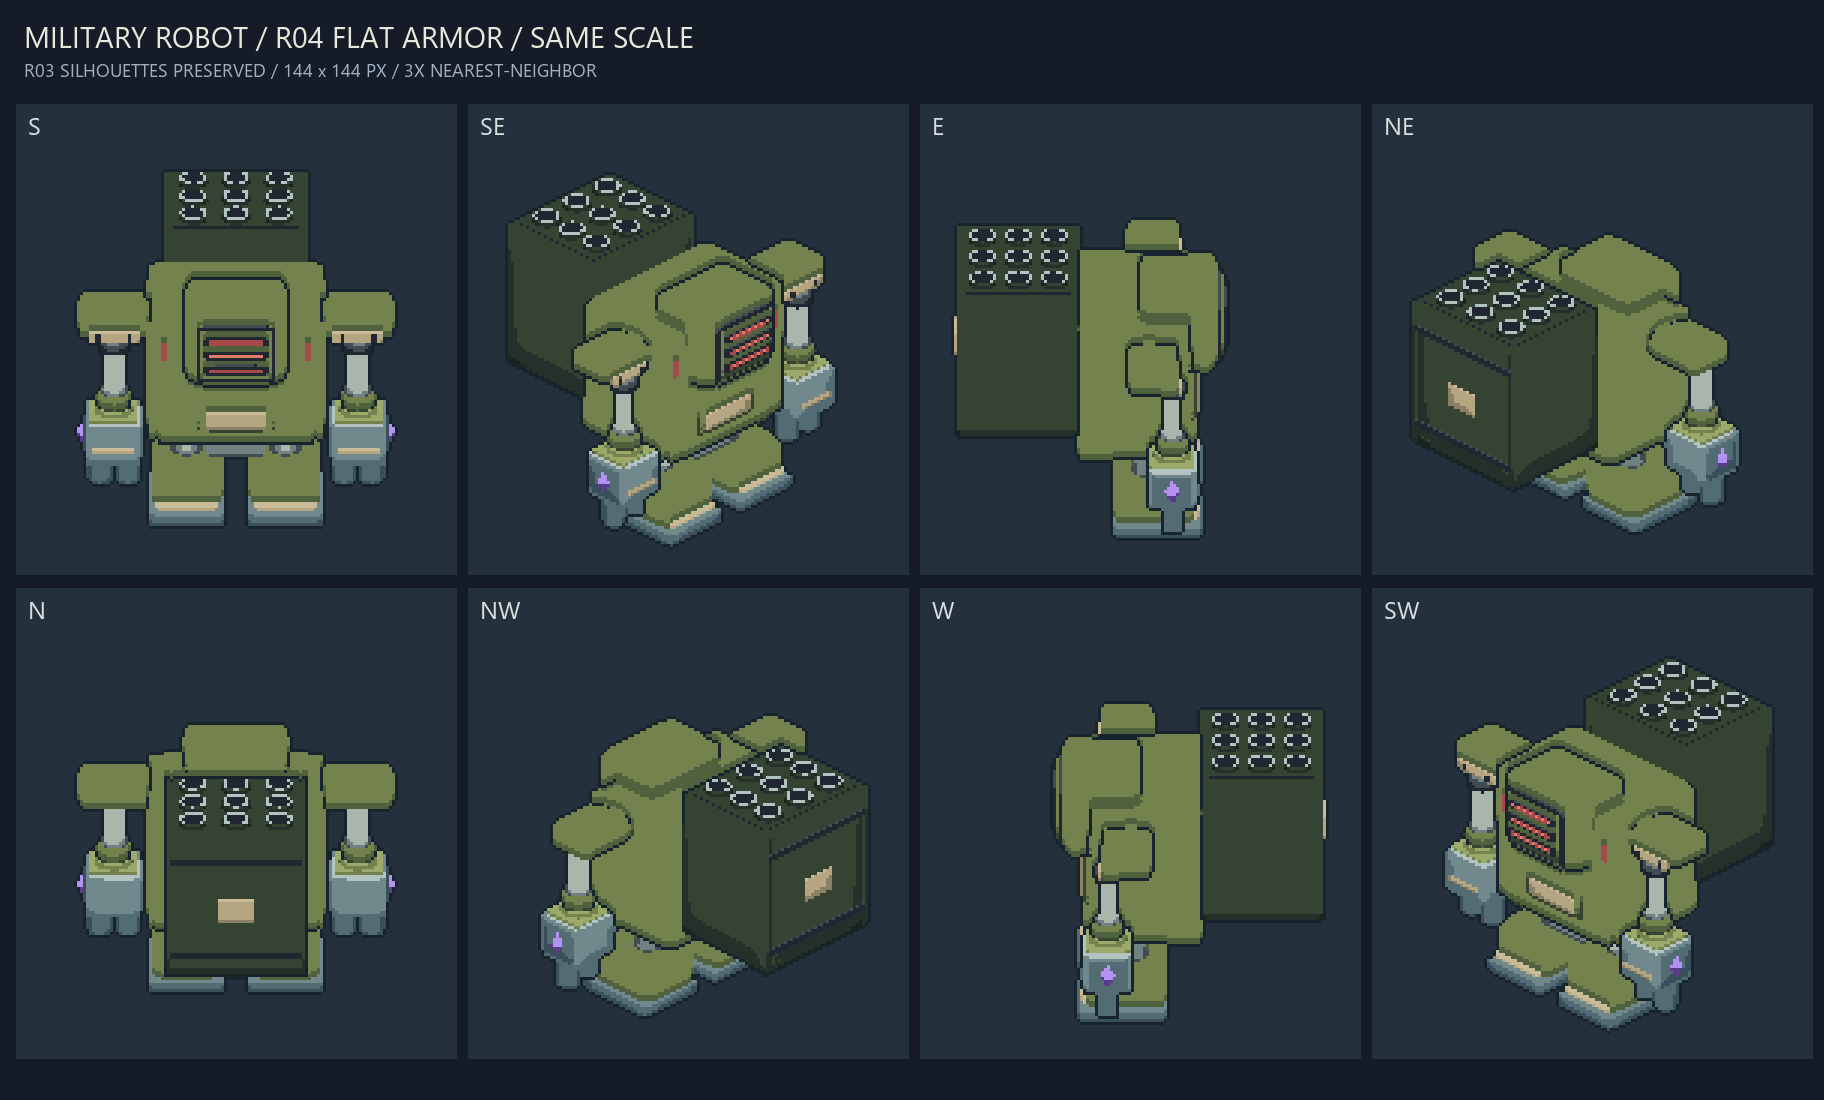 MILITARY ROBOT / R04 FLAT ARMOR / SAME SCALE
R03 SILHOUETTES PRESERVED / 144 x 144 PX / 3X NEAREST-NEIGHBOR
S
SE
E
NE
N
NW
W
SW